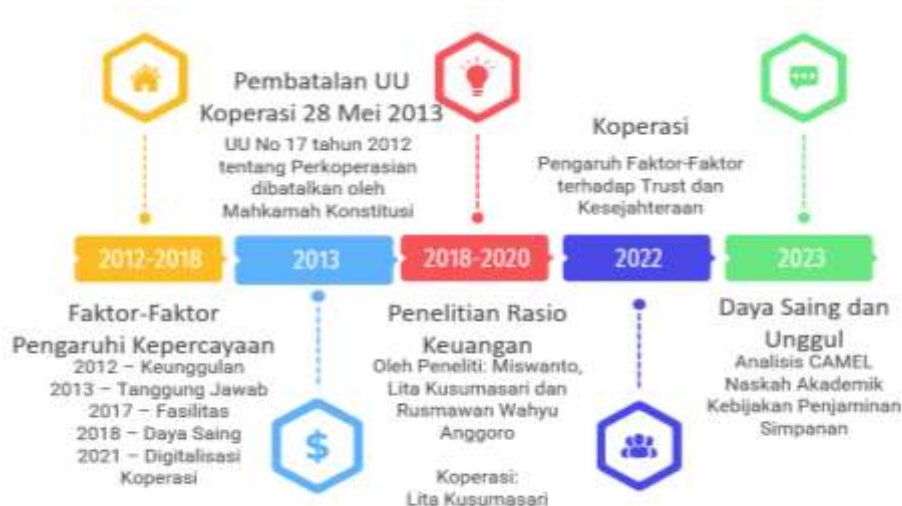 Pembatalan UU
Koperasi 28 Mei 2013
UU No 17 tahun 2012
tentang Perkoperasian
dibatalkan oleh
Mahkamah Konstitusi
Koperasi
Pengaruh Faktor-Faktor
terhadap Trust dan
Kesejahteraan
2012-2018
2013
2018-2020
2022
2023
Faktor-Faktor
Pengaruhi Kepercayaan
2012 – Keunggulan
2013 – Tanggung Jawab
2017 – Fasilitas
2018 – Daya Saing
2021 – Digitalisasi
Koperasi
$
Penelitian Rasio
Keuangan
Oleh Peneliti: Miswanto,
Lita Kusumasari dan
Rusmawan Wahyu
Anggoro
Koperasi:
Lita Kusumasari
Daya Saing dan
Unggul
Analisis CAMEL
Naskah Akademik
Kebijakan Penjaminan
Simpanan